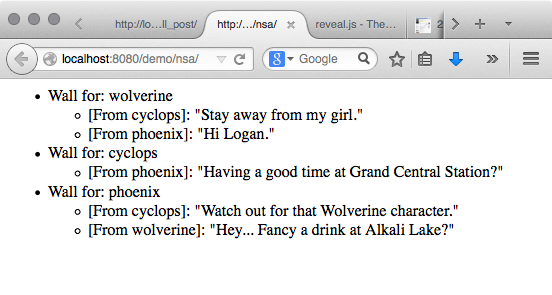 http://lo…ll_post/
http:/…/nsa/
reveal.js - The…
2
localhost:8080/demo/nsa/
Google
Wall for: wolverine
[From cyclops]: "Stay away from my girl."
[From phoenix]: "Hi Logan."
Wall for: cyclops
[From phoenix]: "Having a good time at Grand Central Station?"
Wall for: phoenix
[From cyclops]: "Watch out for that Wolverine character."
[From wolverine]: "Hey... Fancy a drink at Alkali Lake?"